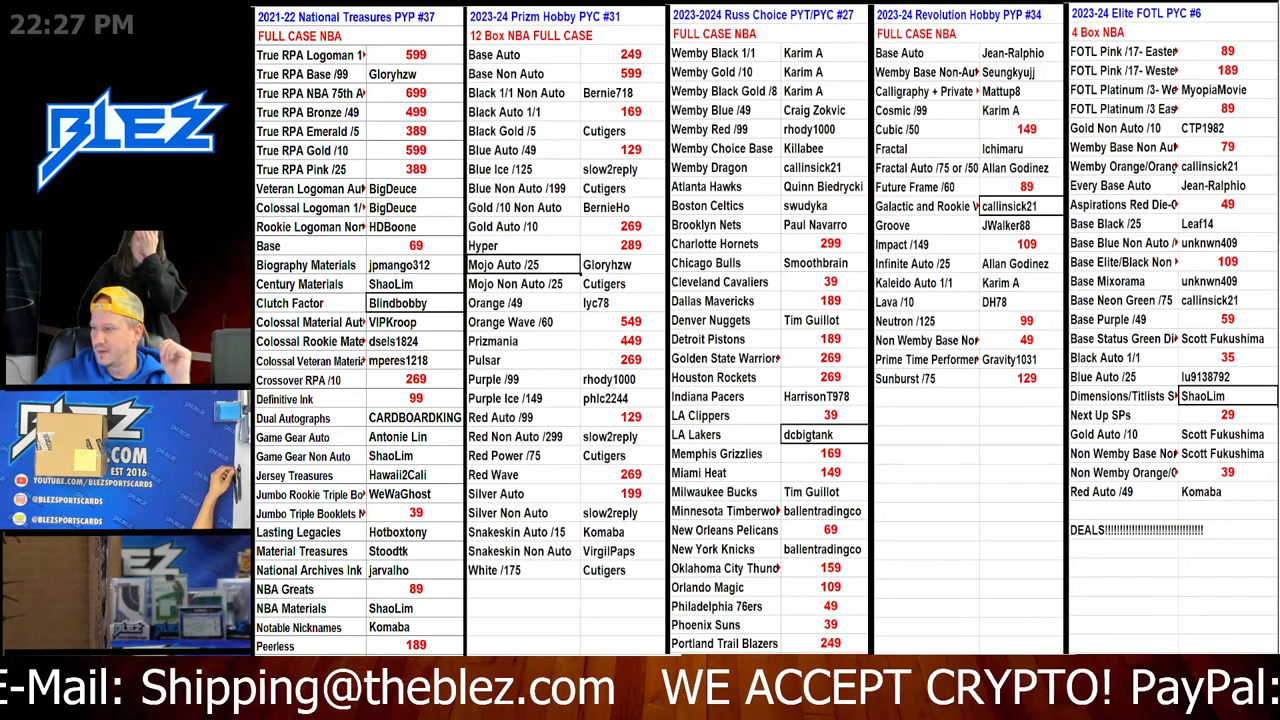 22:27 PM
BLEZ
2021-22 National Treasures PYP #37
FULL CASE NBA
True RPA Logoman 1 599
True RPA Base /99 Gloryhzw
True RPA NBA 75th A 699
True RPA Bronze /49 499
True RPA Emerald /5 389
True RPA Gold /10 599
True RPA Pink /25 389
Veteran Logoman Au BigDeuce
Colossal Logoman 1/ BigDeuce
Rookie Logoman Non HDBoone
Base 69
Biography Materials jpmango312
Century Materials ShaoLim
Clutch Factor Blindbobby
Colossal Material Aut VIPKroop
Colossal Rookie Mate dsels1824
Colossal Veteran Materi mperes1218
Crossover RPA /10 269
Definitive Ink 99
Dual Autographs CARDBOARDKING
Game Gear Auto Antonie Lin
Game Gear Non Auto ShaoLim
Jersey Treasures Hawaii2Cali
Jumbo Rookie Triple Bo WeWaGhost
Jumbo Triple Booklets N 39
Lasting Legacies Hotboxtony
Material Treasures Stoodtk
National Archives Ink jarvalho
NBA Greats 89
NBA Materials ShaoLim
Notable Nicknames Komaba
Peerless 189
2023-24 Prizm Hobby PYC #31
12 Box NBA FULL CASE
Base Auto 249
Base Non Auto 599
Black 1/1 Non Auto Bernie718
Black Auto 1/1 169
Black Gold /5 Cutigers
Blue Auto /49 129
Blue Ice /125 slow2reply
Blue Non Auto /199 Cutigers
Gold /10 Non Auto BernieHo
Gold Auto /10 269
Hyper 289
Mojo Auto /25 Gloryhzw
Mojo Non Auto /25 Cutigers
Orange /49 lyc78
Orange Wave /60 549
Prizmania 449
Pulsar 269
Purple /99 rhody1000
Purple Ice /149 phlc2244
Red Auto /99 129
Red Non Auto /299 slow2reply
Red Power /75 Cutigers
Red Wave 269
Silver Auto 199
Silver Non Auto slow2reply
Snakeskin Auto /15 Komaba
Snakeskin Non Auto VirgilPaps
White /175 Cutigers
2023-2024 Russ Choice PYT/PYC #27
FULL CASE NBA
Wemby Black 1/1 Karim A
Wemby Gold /10 Karim A
Wemby Black Gold /8 Karim A
Wemby Blue /49 Craig Zokvic
Wemby Red /99 rhody1000
Wemby Choice Base Killabee
Wemby Dragon callinsick21
Atlanta Hawks Quinn Biedrycki
Boston Celtics swudyka
Brooklyn Nets Paul Navarro
Charlotte Hornets 299
Chicago Bulls Smoothbrain
Cleveland Cavaliers 39
Dallas Mavericks 189
Denver Nuggets Tim Guillot
Detroit Pistons 189
Golden State Warrior 269
Houston Rockets 269
Indiana Pacers HarrisonT978
LA Clippers 39
LA Lakers dcbigtank
Memphis Grizzlies 169
Miami Heat 149
Milwaukee Bucks Tim Guillot
Minnesota Timberwo ballentradingco
New Orleans Pelicans 69
New York Knicks ballentradingco
Oklahoma City Thund 159
Orlando Magic 109
Philadelphia 76ers 49
Phoenix Suns 39
Portland Trail Blazers 249
2023-24 Revolution Hobby PYP #34
FULL CASE NBA
Base Auto Jean-Ralphio
Wemby Base Non-Au Seungkyujj
Calligraphy + Private Mattup8
Cosmic /99 Karim A
Cubic /50 149
Fractal Ichimaru
Fractal Auto /75 or /50 Allan Godinez
Future Frame /60 89
Galactic and Rookie V callinsick21
Groove JWalker88
Impact /149 109
Infinite Auto /25 Allan Godinez
Kaleido Auto 1/1 Karim A
Lava /10 DH78
Neutron /125 99
Non Wemby Base Nor 49
Prime Time Performer Gravity1031
Sunburst /75 129
2023-24 Elite FOTL PYC #6
4 Box NBA
FOTL Pink /17- Easter 89
FOTL Pink /17- Weste 189
FOTL Platinum /3- We MyopiaMovie
FOTL Platinum /3 Eas 89
Gold Non Auto /10 CTP1982
Wemby Base Non Au 79
Wemby Orange/Oran callinsick21
Every Base Auto Jean-Ralphio
Aspirations Red Die-C 49
Base Black /25 Leaf14
Base Blue Non Auto / unknwn409
Base Elite/Black Non 109
Base Mixorama unknwn409
Base Neon Green /75 callinsick21
Base Purple /49 59
Base Status Green Di Scott Fukushima
Black Auto 1/1 35
Blue Auto /25 lu9138792
Dimensions/Titlists S ShaoLim
Next Up SPs 29
Gold Auto /10 Scott Fukushima
Non Wemby Base No Scott Fukushima
Non Wemby Orange/O 39
Red Auto /49 Komaba
DEALS!!!!!!!!!!!!!!!!!!!!!!!!!!!!!!!!!
BLEZ
.COM
EST 2016
YOUTUBE.COM/BLEZSPORTSCARDS
@BLEZSPORTSCARDS
@BLEZSPORTSCARDS
E-Mail: Shipping@theblez.com WE ACCEPT CRYPTO! PayPal: